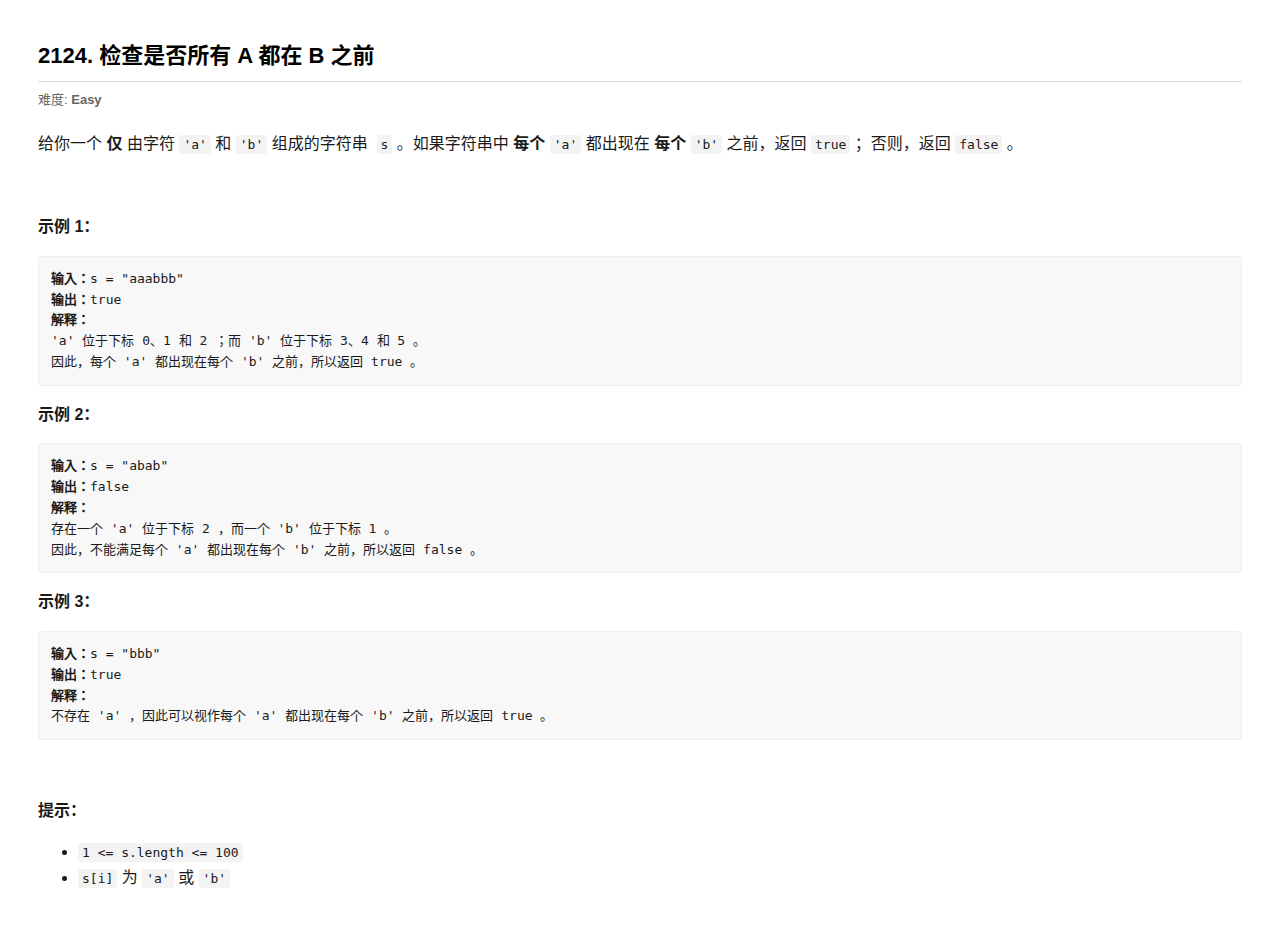 2124. 检查是否所有 A 都在 B 之前
难度: Easy
给你一个 仅 由字符 'a' 和 'b' 组成的字符串 s 。如果字符串中 每个 'a' 都出现在 每个 'b' 之前，返回 true ；否则，返回 false 。
示例 1：
输入：s = "aaabbb"
输出：true
解释：
'a' 位于下标 0、1 和 2 ；而 'b' 位于下标 3、4 和 5 。
因此，每个 'a' 都出现在每个 'b' 之前，所以返回 true 。
示例 2：
输入：s = "abab"
输出：false
解释：
存在一个 'a' 位于下标 2 ，而一个 'b' 位于下标 1 。
因此，不能满足每个 'a' 都出现在每个 'b' 之前，所以返回 false 。
示例 3：
输入：s = "bbb"
输出：true
解释：
不存在 'a' ，因此可以视作每个 'a' 都出现在每个 'b' 之前，所以返回 true 。
提示：
• 1 <= s.length <= 100
• s[i] 为 'a' 或 'b'